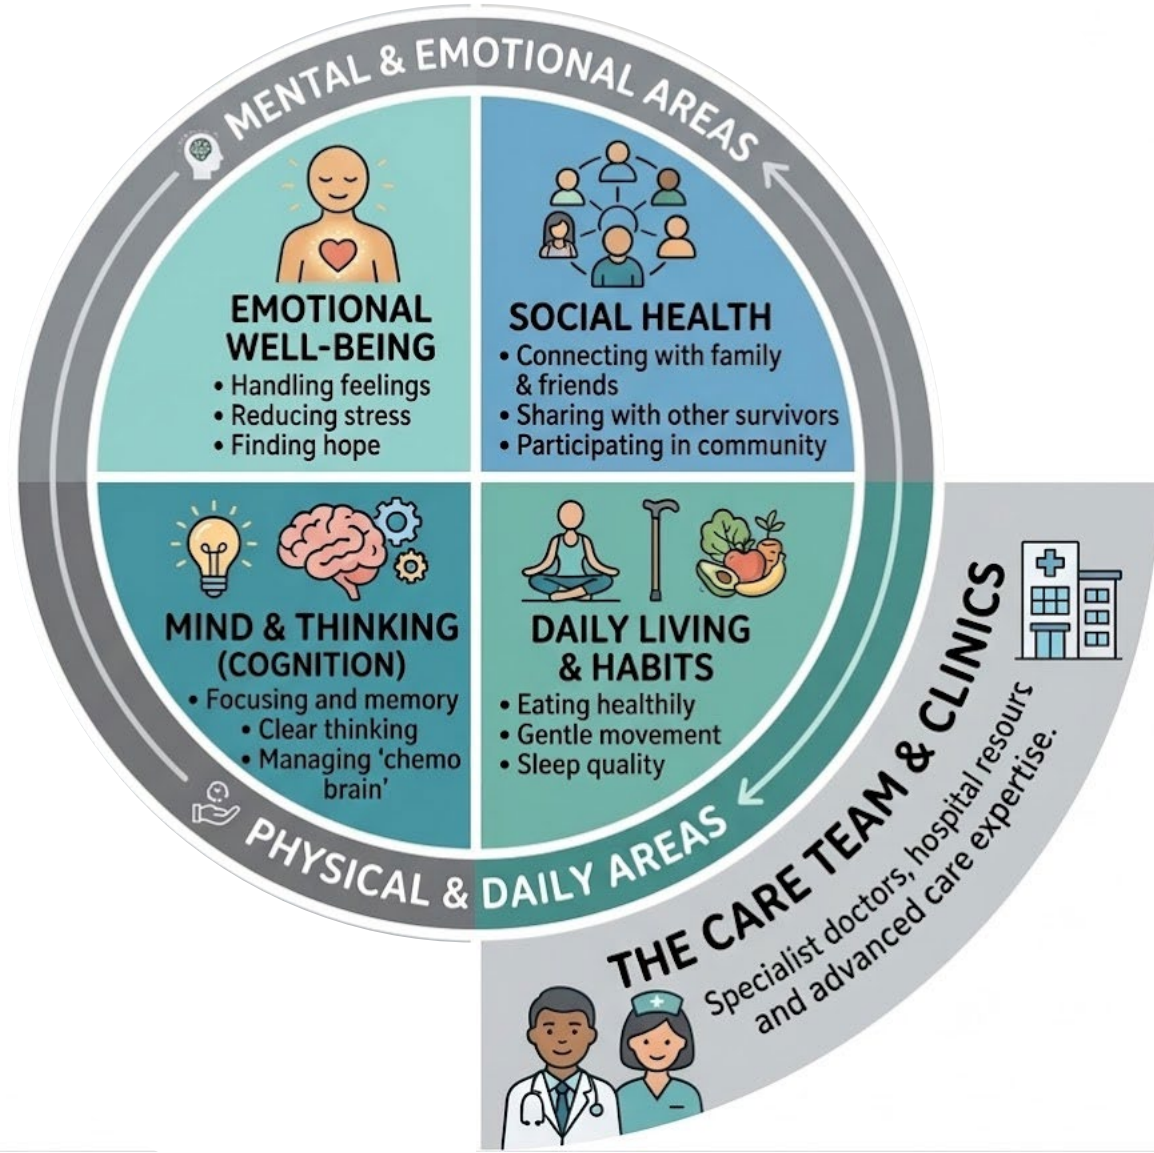 MENTAL & EMOTIONAL AREAS
EMOTIONAL
WELL-BEING
• Handling feelings
• Reducing stress
• Finding hope
SOCIAL HEALTH
• Connecting with family
& friends
• Sharing with other survivors
• Participating in community
MIND & THINKING
(COGNITION)
• Focusing and memory
• Clear thinking
• Managing 'chemo
brain'
DAILY LIVING
& HABITS
• Eating healthily
• Gentle movement
• Sleep quality
PHYSICAL & DAILY AREAS
THE CARE TEAM & CLINICS
Specialist doctors, hospital resours
and advanced care expertise.